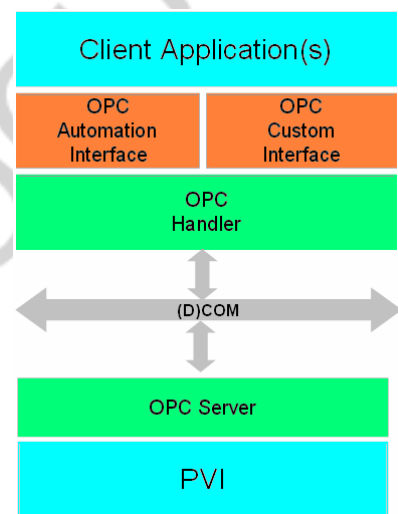 Client Application(s)
OPC
Automation
Interface
OPC
Custom
Interface
OPC
Handler
(D)COM
OPC Server
PVI